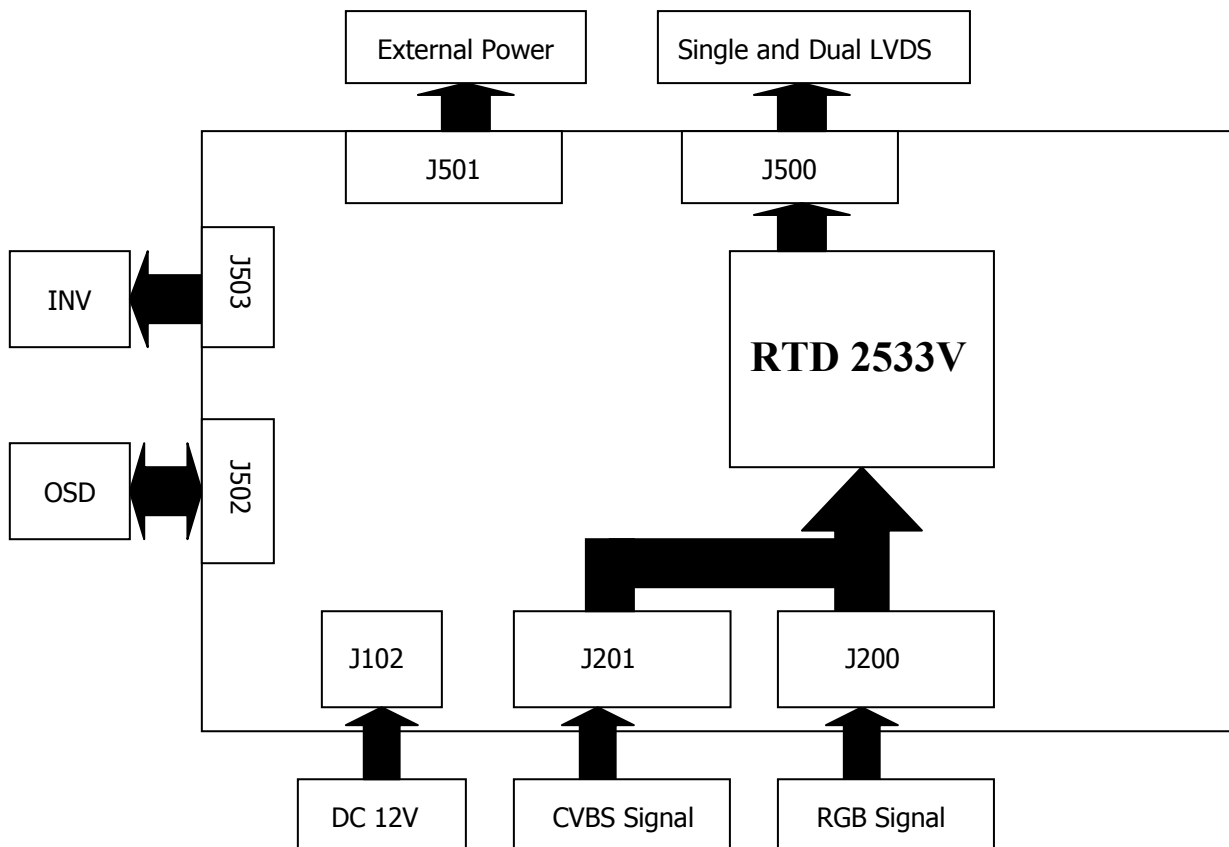 External Power
Single and Dual LVDS
J501
J500
J503
INV
RTD 2533V
J502
OSD
J102
J201
J200
DC 12V
CVBS Signal
RGB Signal